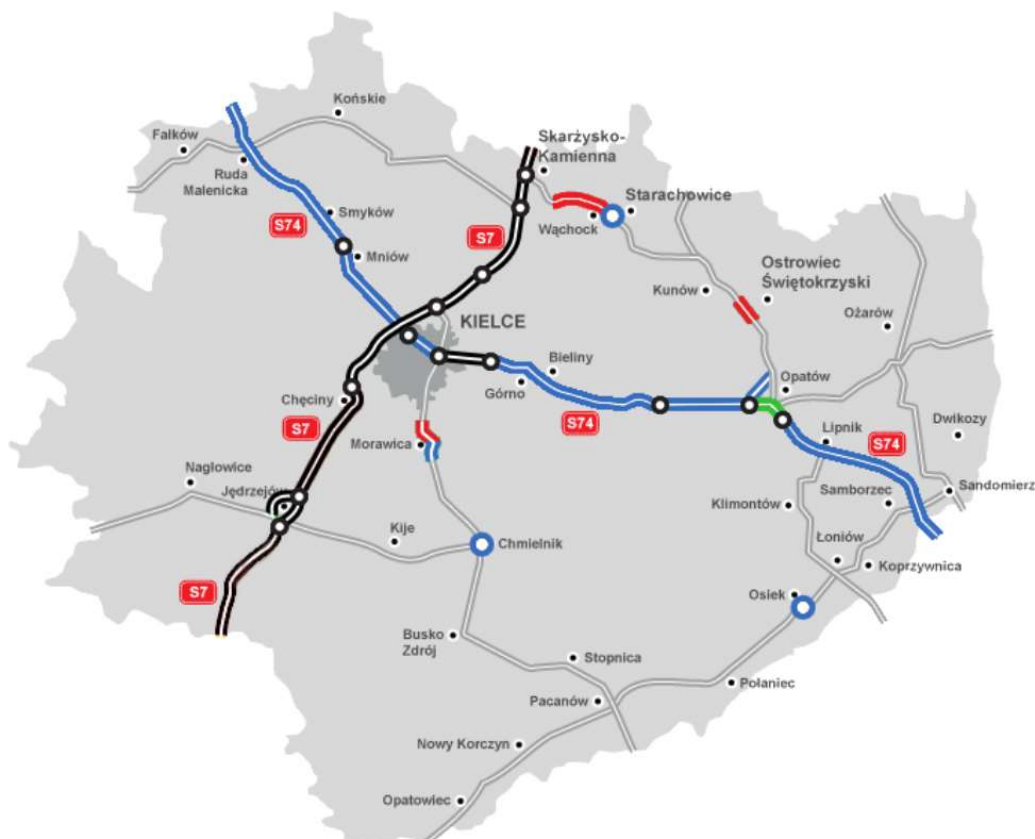 Końskie
Fałków
Skarżysko-
Kamienna
Ruda
Malenicka
Starachowice
Smyków
S74
Wąchock
S7
Mniów
Ostrowiec
Świętokrzyski
Kunów
KIELCE
Ożarów
Bieliny
Górno
Opatów
Chęciny
S74
S7
Lipnik
Dwikozy
Morawica
S74
Nagłowice
Jędrzejów
Samborzec
Sandomierz
Klimontów
Kije
Chmielnik
Łoniów
Koprzywnica
S7
Osiek
Busko
Zdrój
Stopnica
Połaniec
Pacanów
Nowy Korczyn
Opatowiec